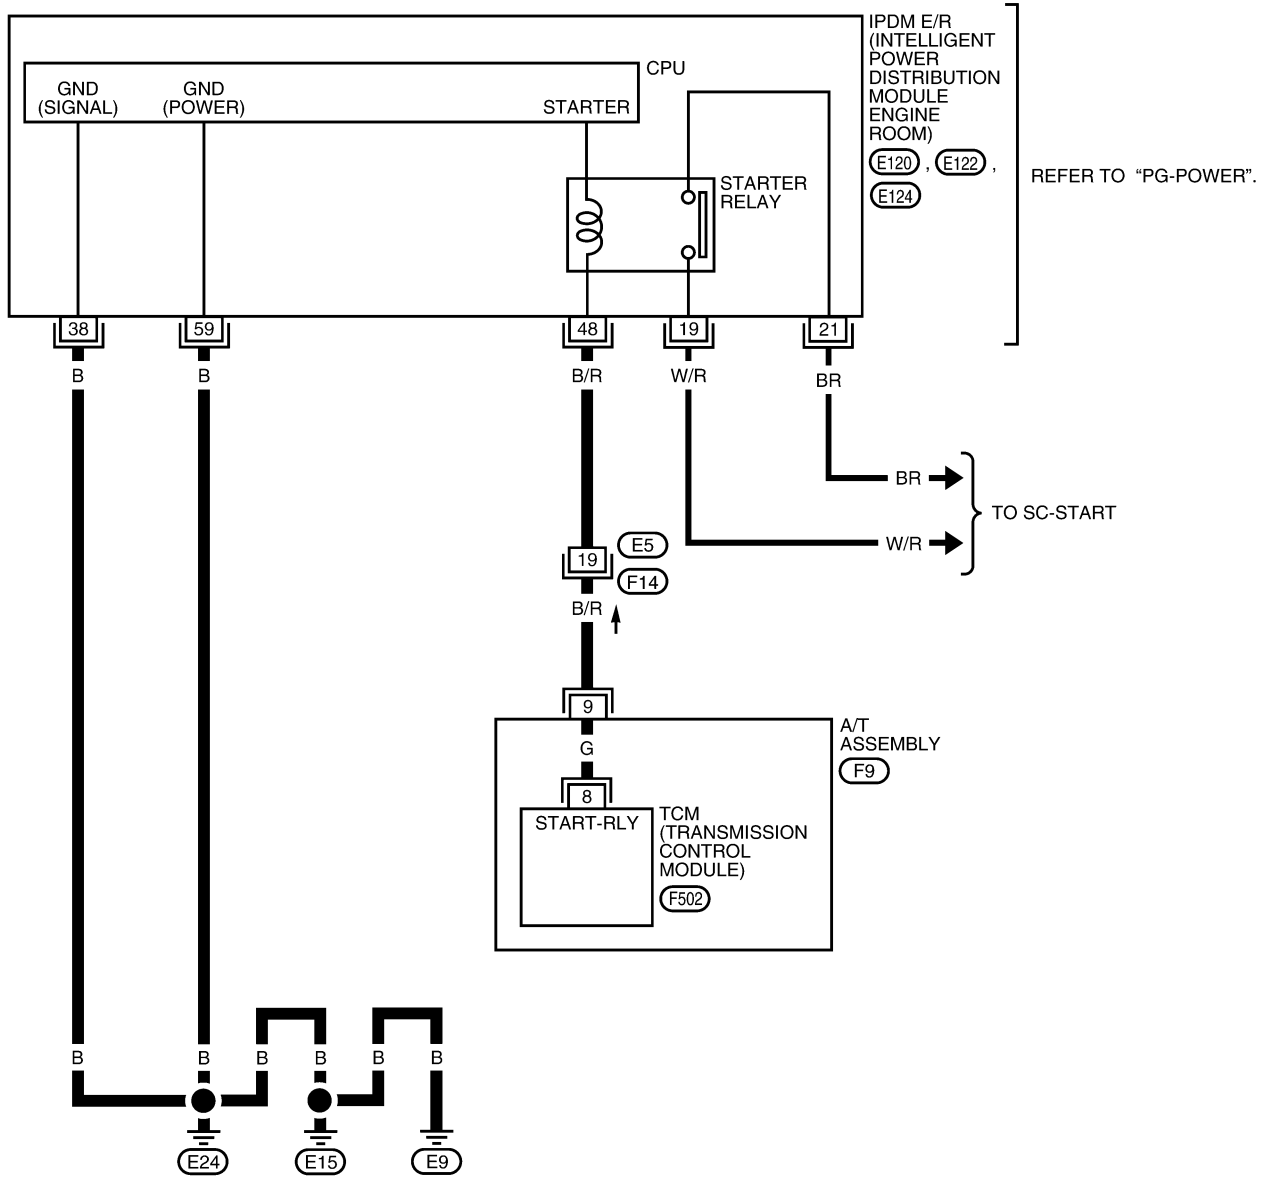 IPDM E/R
(INTELLIGENT
POWER
DISTRIBUTION
MODULE
ENGINE
ROOM)
E120 , E122 ,
E124
REFER TO “PG-POWER”.
CPU
GND
(SIGNAL)
GND
(POWER)
STARTER
STARTER
RELAY
38
59
48
19
21
B
B
B/R
W/R
BR
BR
W/R
TO SC-START
19
E5
F14
B/R
9
A/T
ASSEMBLY
F9
G
8
START-RLY
TCM
(TRANSMISSION
CONTROL
MODULE)
F502
B
B
B
B
B
B
E24
E15
E9